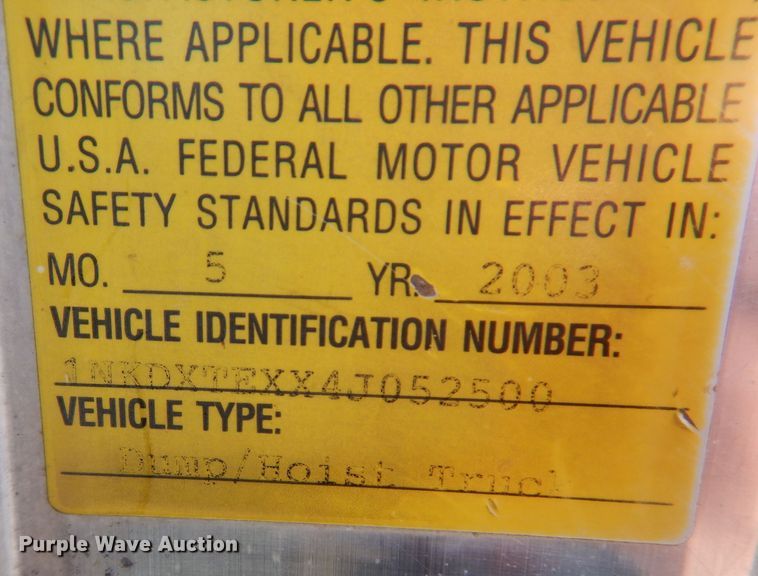 WHERE APPLICABLE. THIS VEHICLE
CONFORMS TO ALL OTHER APPLICABLE
U.S.A. FEDERAL MOTOR VEHICLE
SAFETY STANDARDS IN EFFECT IN:
MO. 5 YR. 2003
VEHICLE IDENTIFICATION NUMBER:
1NKDXTEXX4J052500
VEHICLE TYPE:
Dump/Hoist Truck
Purple Wave Auction